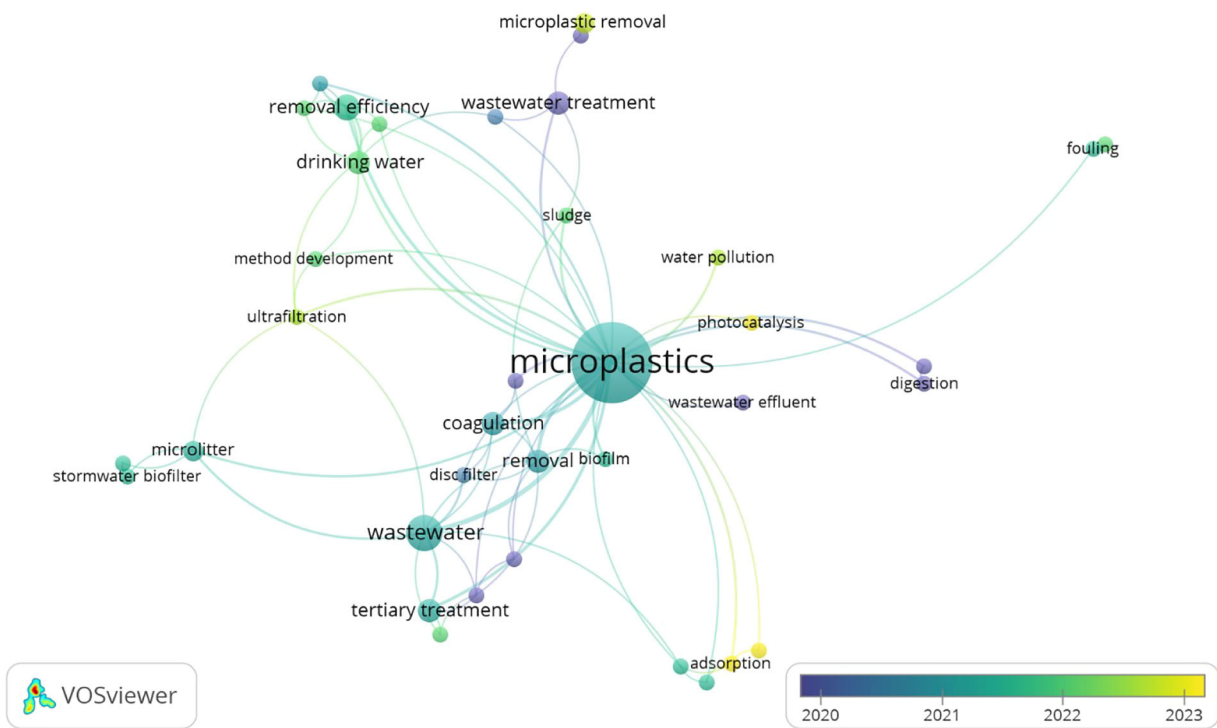 microplastic removal
removal efficiency
wastewater treatment
drinking water
fouling
sludge
method development
water pollution
ultrafiltration
photocatalysis
microplastics
digestion
wastewater effluent
coagulation
microlitter
removal
biofilm
stormwater biofilter
disc filter
wastewater
tertiary treatment
adsorption
VOSviewer
2020
2021
2022
2023